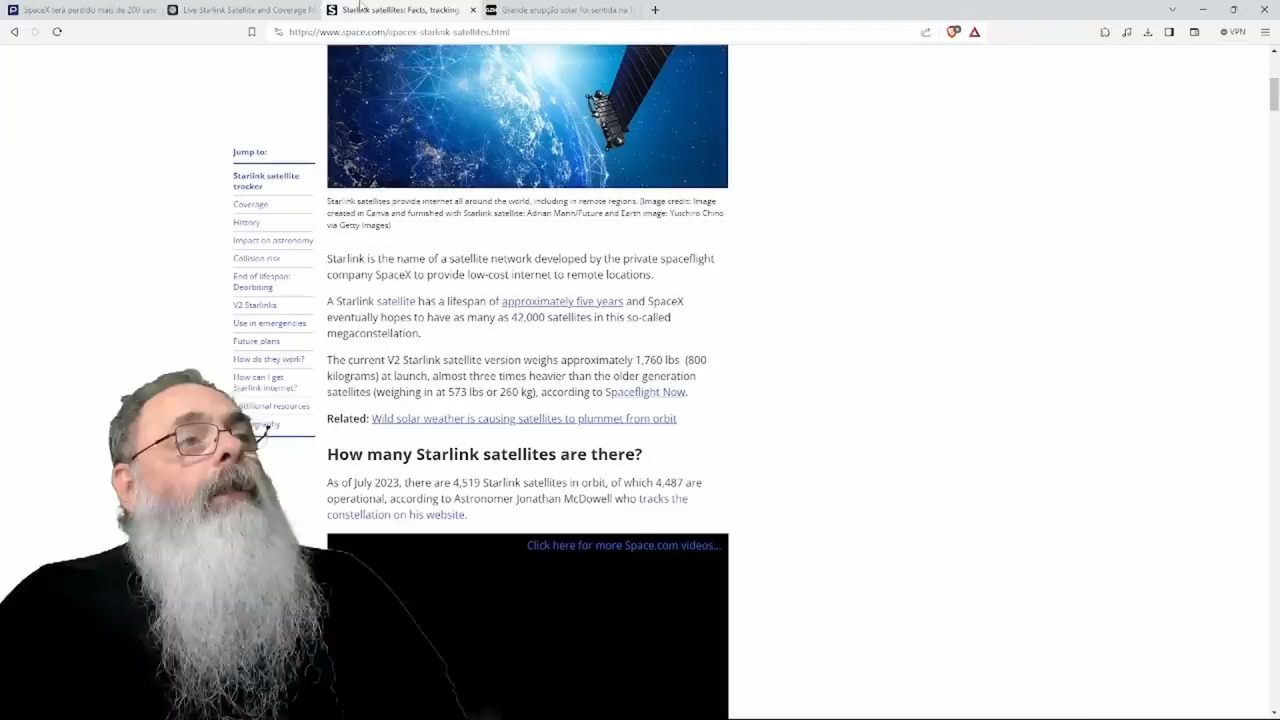 SpaceX terá perdido mais de 200 saté
Live Starlink Satellite and Coverage M
Starlink satellites: Facts, tracking
GZH
Grande erupção solar foi sentida na T
https://www.space.com/spacex-starlink-satellites.html
VPN
Jump to:
Starlink satellite
tracker
Coverage
History
Impact on astronomy
Collision risk
End of lifespan:
Deorbiting
V2 Starlinks
Use in emergencies
Future plans
How do they work?
How can I get
Starlink internet?
additional resources
Starlink satellites provide internet all around the world, including in remote regions. (Image credit: Image
created in Canva and furnished with Starlink satellite: Adrian Mann/Future and Earth image: Yuichiro Chino
via Getty Images)
Starlink is the name of a satellite network developed by the private spaceflight
company SpaceX to provide low-cost internet to remote locations.
A Starlink satellite has a lifespan of approximately five years and SpaceX
eventually hopes to have as many as 42,000 satellites in this so-called
megaconstellation.
The current V2 Starlink satellite version weighs approximately 1,760 lbs (800
kilograms) at launch, almost three times heavier than the older generation
satellites (weighing in at 573 lbs or 260 kg), according to Spaceflight Now.
Related: Wild solar weather is causing satellites to plummet from orbit
How many Starlink satellites are there?
As of July 2023, there are 4,519 Starlink satellites in orbit, of which 4,487 are
operational, according to Astronomer Jonathan McDowell who tracks the
constellation on his website.
Click here for more Space.com videos...